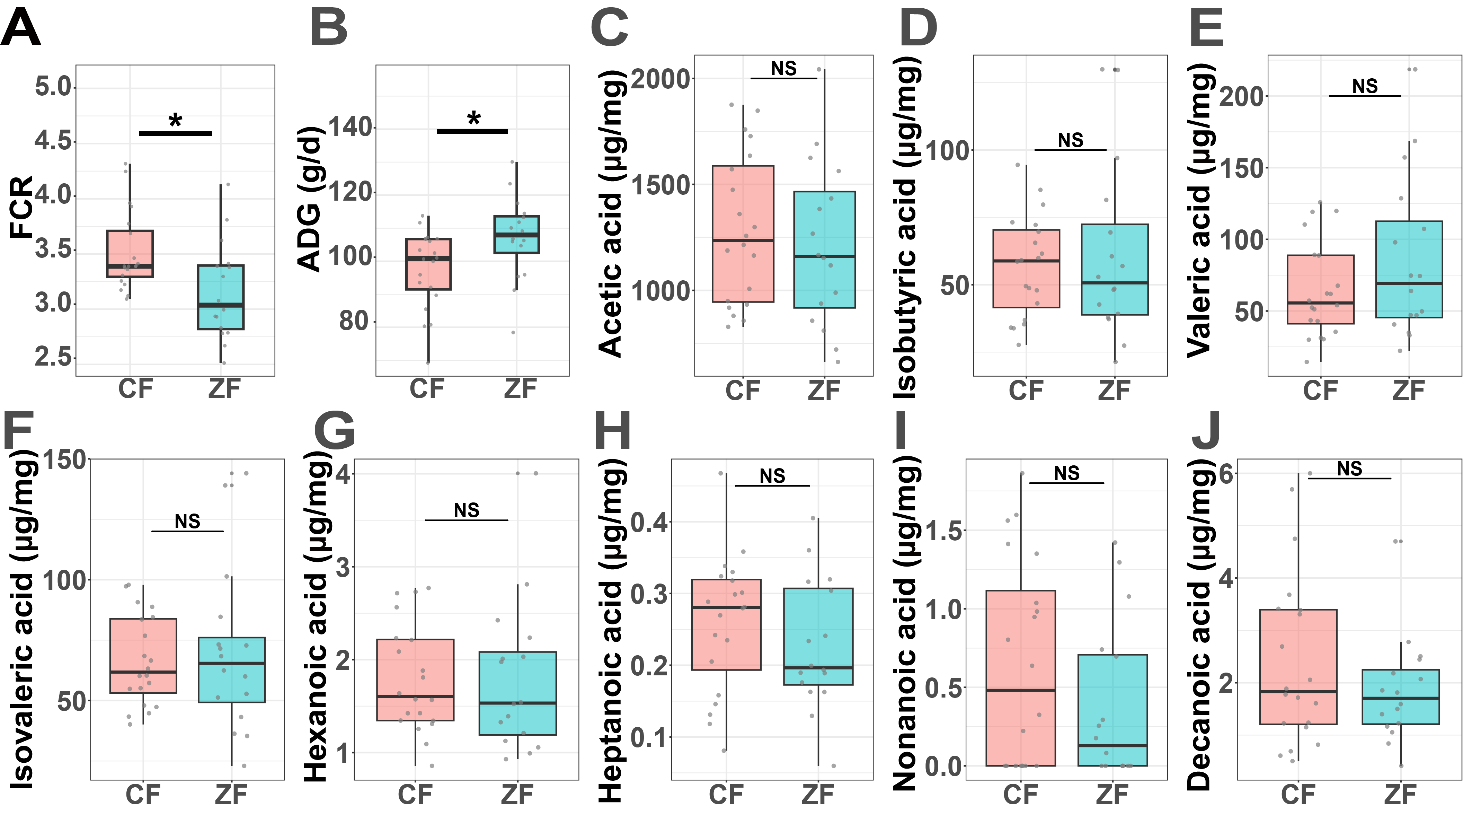 A
FCR
5.0
4.5
4.0
3.5
3.0
2.5
*
CF
ZF
B
ADG (g/d)
140
120
100
80
*
CF
ZF
C
Acetic acid (µg/mg)
2000
1500
1000
NS
CF
ZF
D
Isobutyric acid (µg/mg)
100
50
NS
CF
ZF
E
Valeric acid (µg/mg)
200
150
100
50
NS
CF
ZF
F
Isovaleric acid (µg/mg)
150
100
50
NS
CF
ZF
G
Hexanoic acid (µg/mg)
4
3
2
1
NS
CF
ZF
H
Heptanoic acid (µg/mg)
0.4
0.3
0.2
0.1
NS
CF
ZF
I
Nonanoic acid (µg/mg)
1.5
1.0
0.5
0.0
NS
CF
ZF
J
Decanoic acid (µg/mg)
6
4
2
NS
CF
ZF